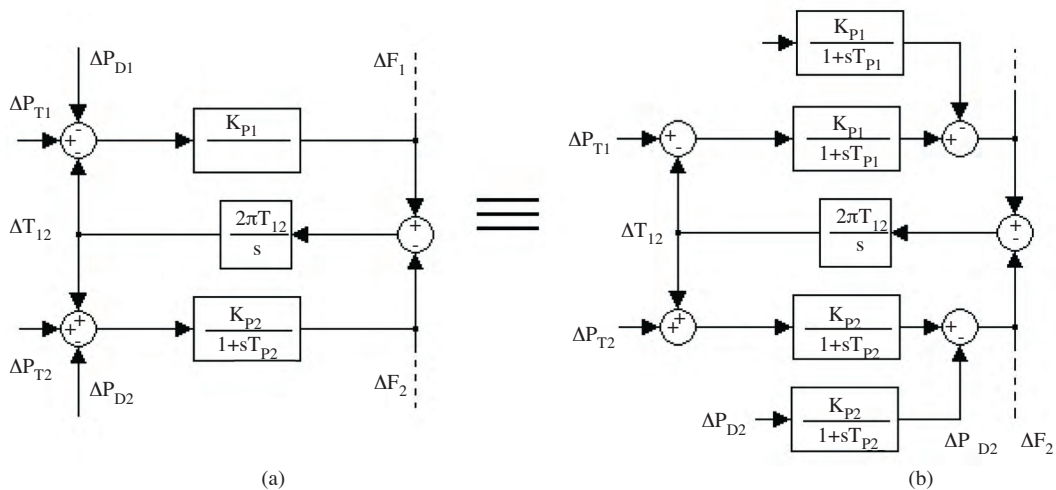 ΔP_D1
ΔF_1
ΔP_T1
+
-
-
K_P1
ΔT_12
2πT_12
s
+
-
+
+
-
K_P2
1+sT_P2
ΔP_T2
ΔP_D2
ΔF_2
(a)
K_P1
1+sT_P1
ΔP_T1
+
-
K_P1
1+sT_P1
+
-
ΔT_12
2πT_12
s
+
-
ΔP_T2
+
+
K_P2
1+sT_P2
+
-
ΔP_D2
K_P2
1+sT_P2
ΔP_D2
ΔF_2
(b)